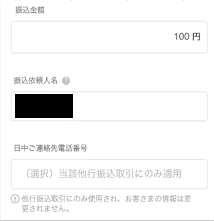 振込金額
100 円
振込依頼人名 ?
日中ご連絡先電話番号
（選択）当該他行振込取引にのみ適用
! 他行振込取引にのみ使用され、お客さまの情報は変
更されません。